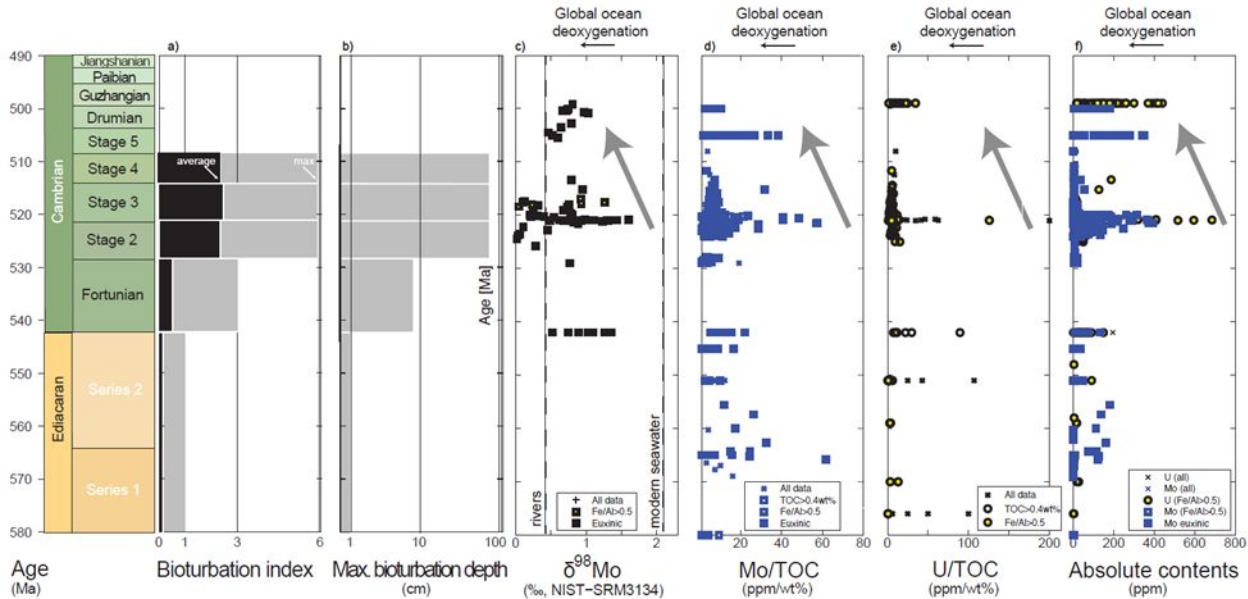 Global ocean deoxygenation
Global ocean deoxygenation
Global ocean deoxygenation
Global ocean deoxygenation
a)
b)
c)
d)
e)
f)
490
500
510
520
530
540
550
560
570
580
Age
(Ma)
Cambrian
Ediacaran
Jiangshanian
Paibian
Guzhangian
Drumian
Stage 5
Stage 4
Stage 3
Stage 2
Fortunian
Series 2
Series 1
average
max
0 1 3 6
Bioturbation index
1 10 100
Max. bioturbation depth
(cm)
Age [Ma]
rivers
modern seawater
All data
Fe/Al>0.5
Euxinic
0 1 2
δ⁹⁸Mo
(‰, NIST−SRM3134)
All data
TOC>0.4wt%
Fe/Al>0.5
Euxinic
20 40 60 80
Mo/TOC
(ppm/wt%)
All data
TOC>0.4wt%
Fe/Al>0.5
0 100 200
U/TOC
(ppm/wt%)
U (all)
Mo (all)
U (Fe/Al>0.5)
Mo (Fe/Al>0.5)
Mo euxinic
0 200 400 600 800
Absolute contents
(ppm)